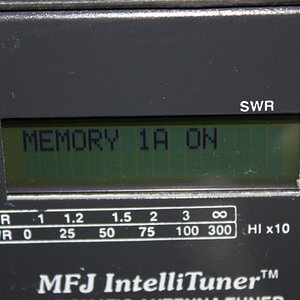 SWR
MEMORY 1A ON
R 1 1.2 1.5 2 3 ∞
WR 0 25 50 75 100 300 HI x10
MFJ IntelliTuner™